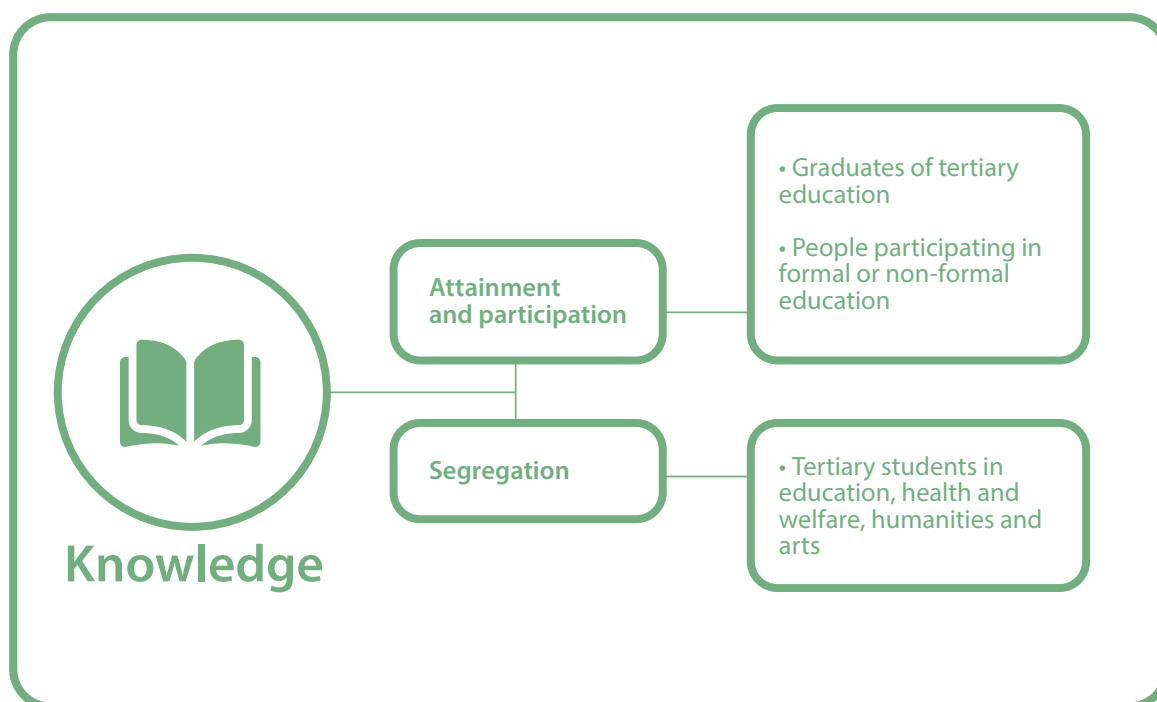 Knowledge
Attainment
and participation
• Graduates of tertiary
education
• People participating in
formal or non-formal
education
Segregation
• Tertiary students in
education, health and
welfare, humanities and
arts